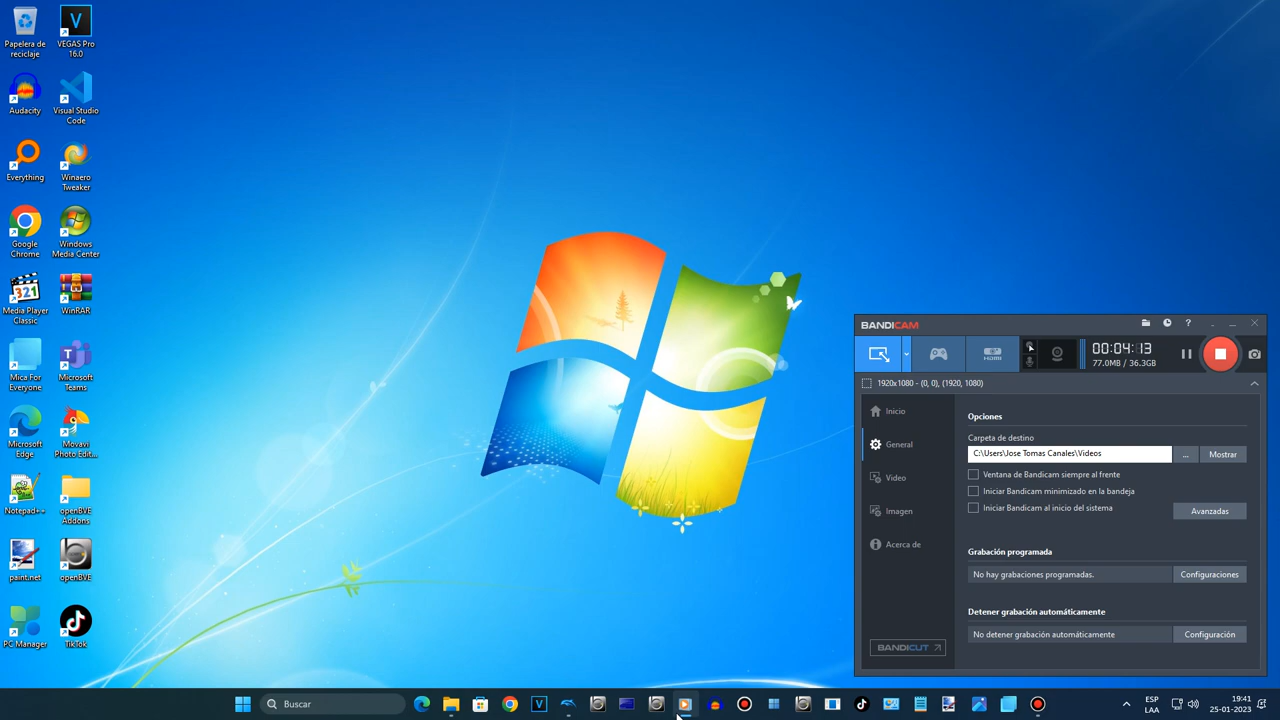 Papelera de
reciclaje
VEGAS Pro
16.0
Audacity
Visual Studio
Code
Everything
Winaero
Tweaker
Google
Chrome
Windows
Media Center
321
Media Player
Classic
WinRAR
Mica For
Everyone
Microsoft
Teams
Microsoft
Edge
Movavi
Photo Edit...
Notepad++
openBVE
Addons
paint.net
openBVE
PC Manager
TikTok
BANDICAM
HDMI
00:04:13
77.0MB / 36.3GB
1920x1080 - (0, 0), (1920, 1080)
Inicio
General
Video
Imagen
Acerca de
BANDICUT
Opciones
Carpeta de destino
C:\Users\Jose Tomas Canales\Videos
...
Mostrar
Ventana de Bandicam siempre al frente
Iniciar Bandicam minimizado en la bandeja
Iniciar Bandicam al inicio del sistema
Avanzadas
Grabación programada
No hay grabaciones programadas.
Configuraciones
Detener grabación automáticamente
No detener grabación automáticamente
Configuración
Buscar
ESP
LAA
19:41
25-01-2023